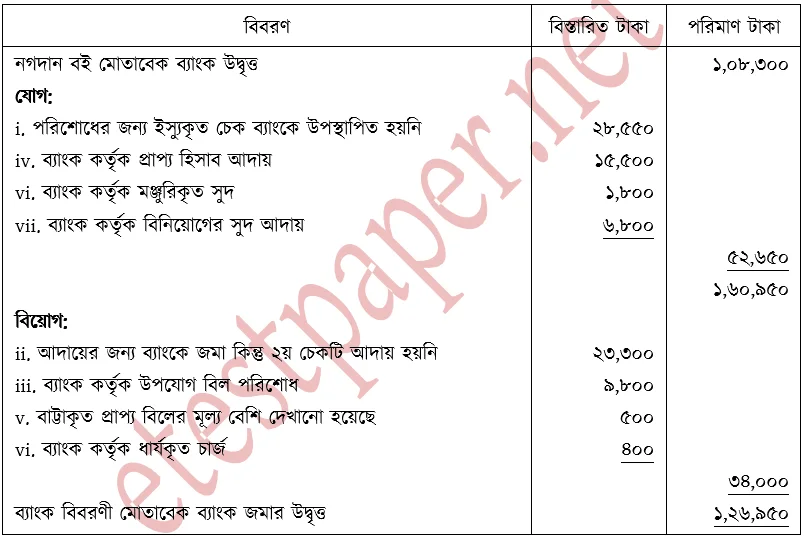 বিবরণ বিস্তারিত টাকা পরিমাণ টাকা
নগদান বই মোতাবেক ব্যাংক উদ্বৃত্ত ১,০৮,৩০০
যোগ:
i. পরিশোধের জন্য ইস্যুকৃত চেক ব্যাংকে উপস্থাপিত হয়নি ২৮,৫৫০
iv. ব্যাংক কর্তৃক প্রাপ্য হিসাব আদায় ১৫,৫০০
vi. ব্যাংক কর্তৃক মঞ্জুরিকৃত সুদ ১,৮০০
vii. ব্যাংক কর্তৃক বিনিয়োগের সুদ আদায় ৬,৮০০
৫২,৬৫০
১,৬০,৯৫০
বিয়োগ:
ii. আদায়ের জন্য ব্যাংকে জমা কিন্তু ২য় চেকটি আদায় হয়নি ২৩,৩০০
iii. ব্যাংক কর্তৃক উপযোগ বিল পরিশোধ ৯,৮০০
v. বাট্টাকৃত প্রাপ্য বিলের মূল্য বেশি দেখানো হয়েছে ৫০০
vi. ব্যাংক কর্তৃক ধার্যকৃত চার্জ ৪০০
৩৪,০০০
ব্যাংক বিবরণী মোতাবেক ব্যাংক জমার উদ্বৃত্ত ১,২৬,৯৫০
etestpaper.net